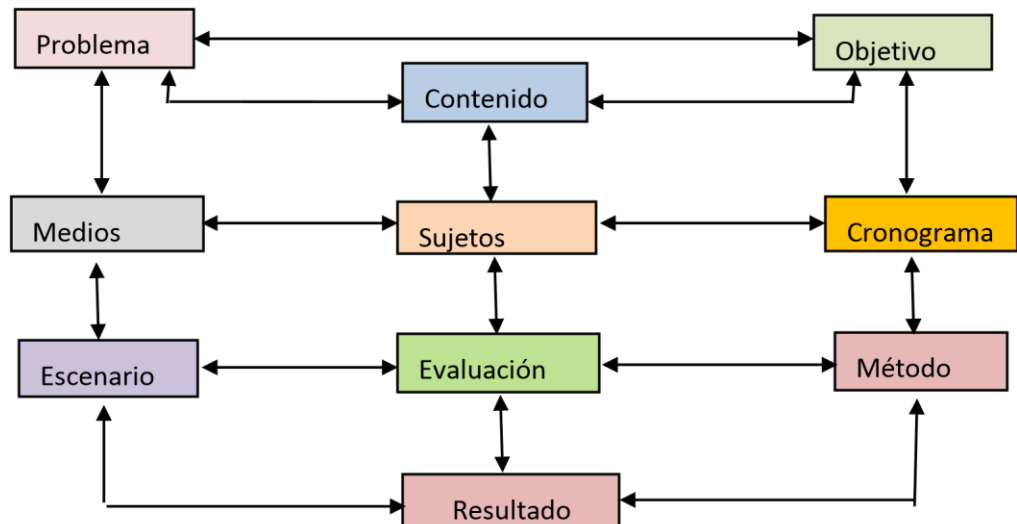 Problema
Objetivo
Contenido
Medios
Sujetos
Cronograma
Escenario
Evaluación
Método
Resultado